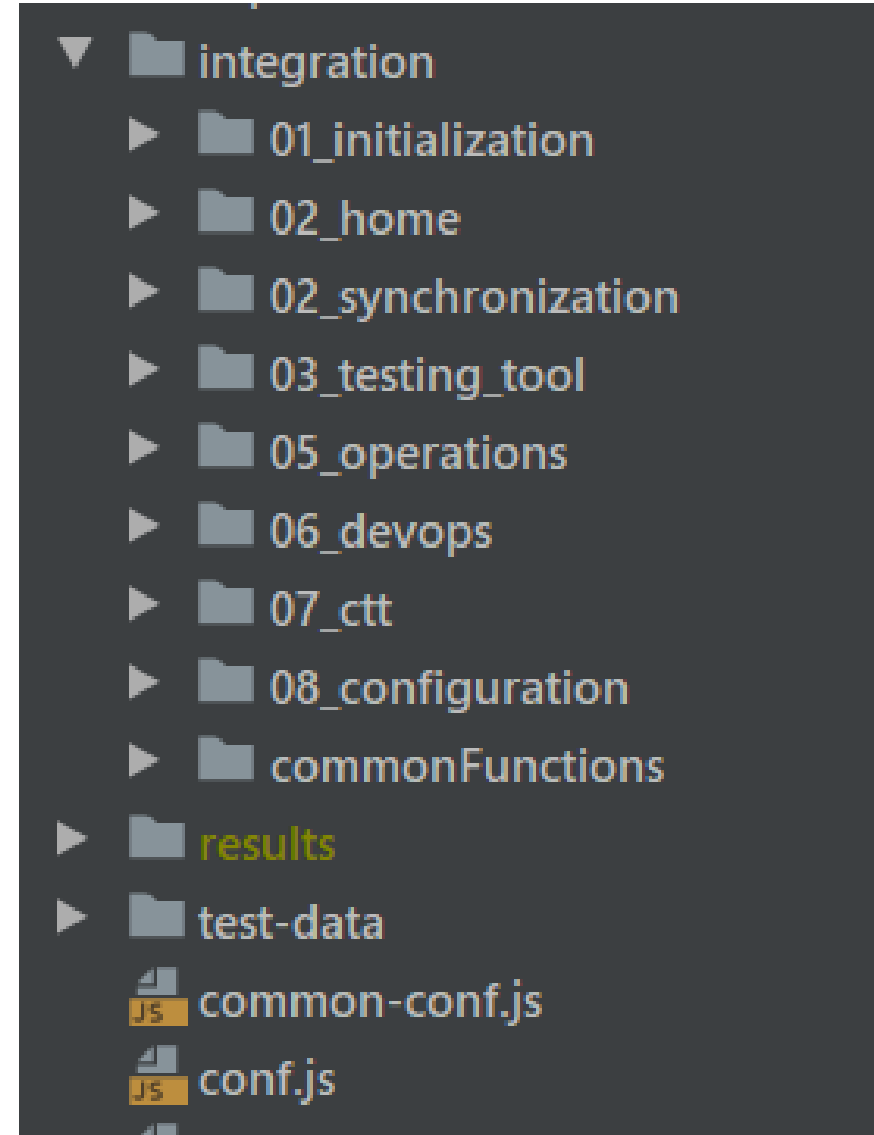 integration
01_initialization
02_home
02_synchronization
03_testing_tool
05_operations
06_devops
07_ctt
08_configuration
commonFunctions
results
test-data
JS common-conf.js
JS conf.js